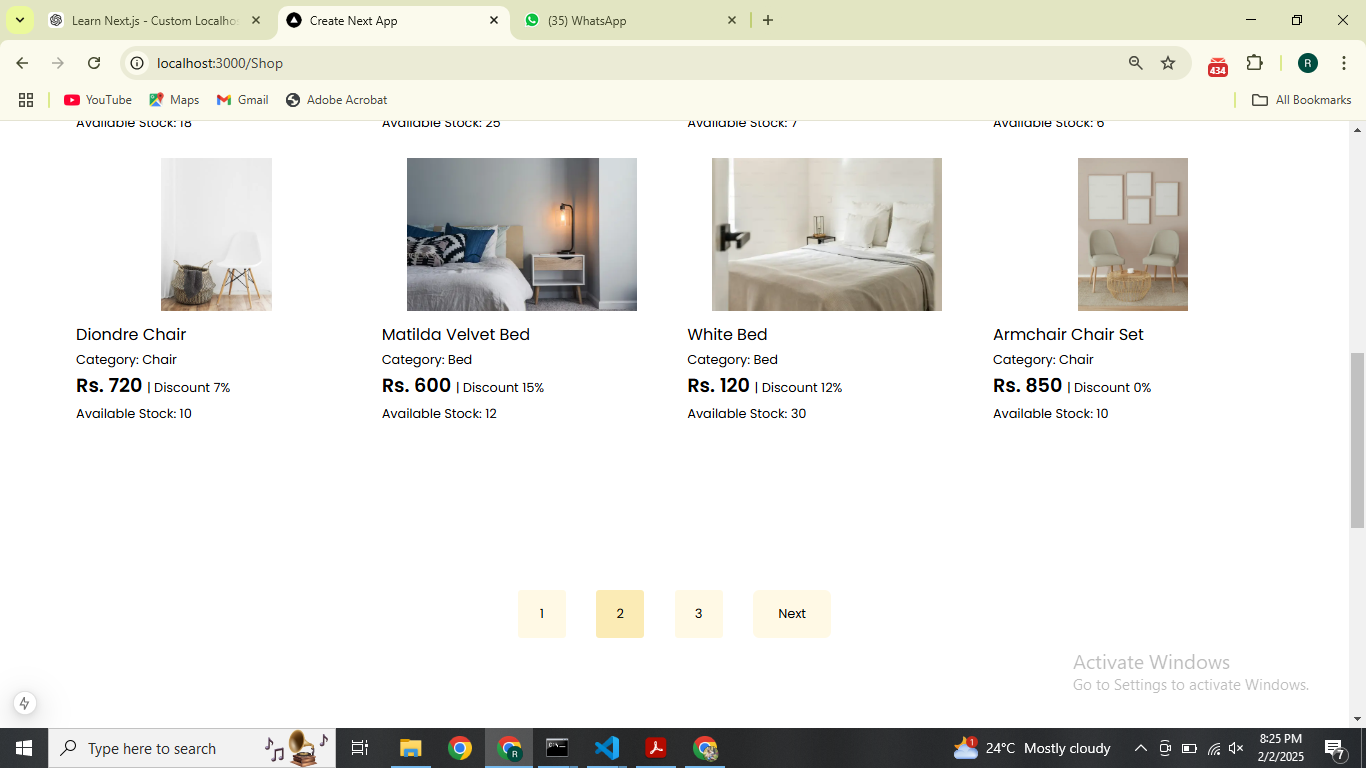 Learn Next.js - Custom Localho
Create Next App
(35) WhatsApp
localhost:3000/Shop
434
R
YouTube
Maps
Gmail
Adobe Acrobat
All Bookmarks
Available Stock: 18
Available Stock: 25
Available Stock: 7
Available Stock: 6
Diondre Chair
Category: Chair
Rs. 720 | Discount 7%
Available Stock: 10
Matilda Velvet Bed
Category: Bed
Rs. 600 | Discount 15%
Available Stock: 12
White Bed
Category: Bed
Rs. 120 | Discount 12%
Available Stock: 30
Armchair Chair Set
Category: Chair
Rs. 850 | Discount 0%
Available Stock: 10
1
2
3
Next
Activate Windows
Go to Settings to activate Windows.
Type here to search
R
1
24°C Mostly cloudy
8:25 PM
2/2/2025
7